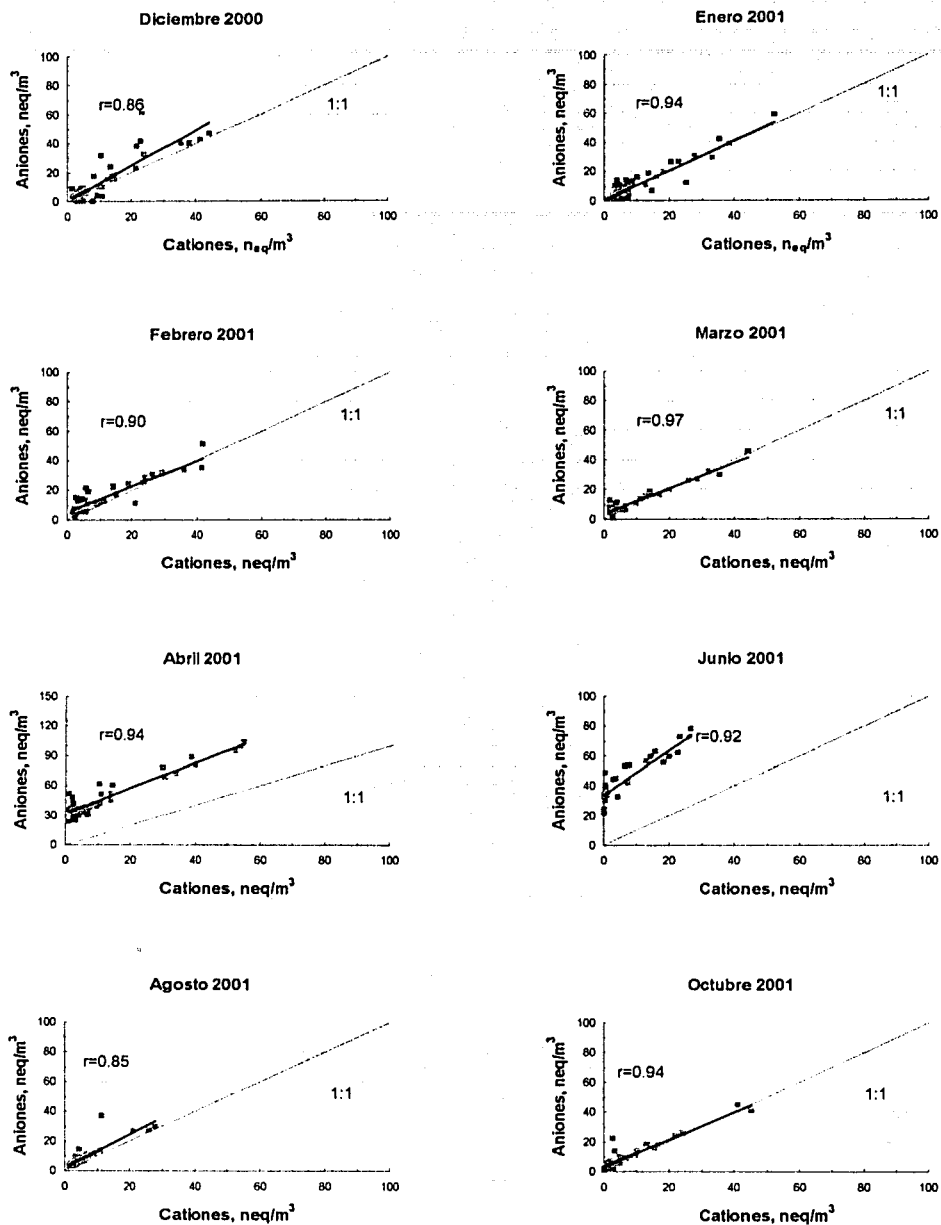 Diciembre 2000
Aniones, neq/m³
100
80
60
40
20
0
r=0.86
1:1
0 20 40 60 80 100
Cationes, n_eq/m³
Enero 2001
Aniones, neq/m³
100
80
60
40
20
0
r=0.94
1:1
0 20 40 60 80 100
Cationes, n_eq/m³
Febrero 2001
Aniones, neq/m³
100
80
60
40
20
0
r=0.90
1:1
0 20 40 60 80 100
Cationes, neq/m³
Marzo 2001
Aniones, neq/m³
100
80
60
40
20
0
r=0.97
1:1
0 20 40 60 80 100
Cationes, neq/m³
Abril 2001
Aniones, neq/m³
150
120
90
60
30
0
r=0.94
1:1
0 20 40 60 80 100
Cationes, neq/m³
Junio 2001
Aniones, neq/m³
100
80
60
40
20
0
r=0.92
1:1
0 20 40 60 80 100
Cationes, neq/m³
Agosto 2001
Aniones, neq/m³
100
80
60
40
20
0
r=0.85
1:1
0 20 40 60 80 100
Cationes, neq/m³
Octubre 2001
Aniones, neq/m³
100
80
60
40
20
0
r=0.94
1:1
0 20 40 60 80 100
Cationes, neq/m³